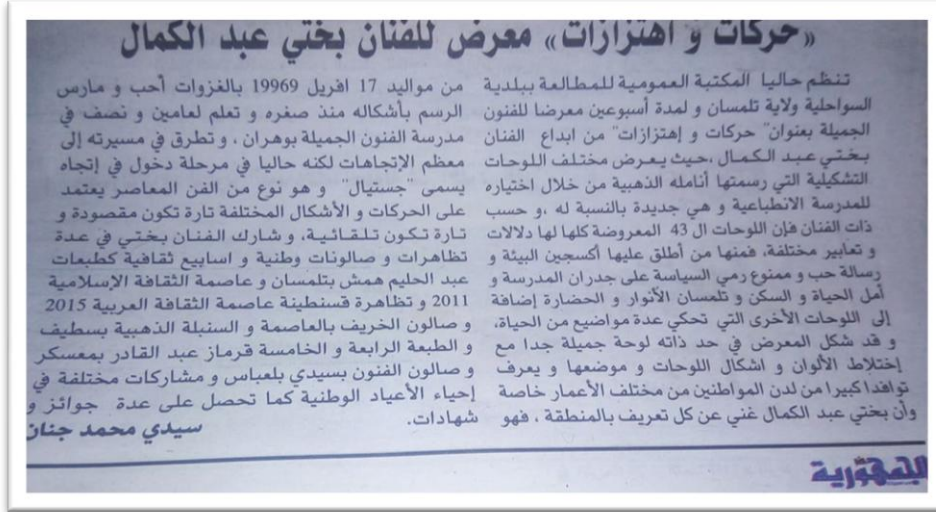 «حركات و اهتزازات» معرض للفنان بختي عبد الكمال
تنظم حاليا المكتبة العمومية للمطالعة ببلدية
السواحلية ولاية تلمسان و لمدة أسبوعين معرضا للفنون
الجميلة بعنوان" حركات و إهتزازات" من ابداع الفنان
بختي عبد الكمال ،حيث يعرض مختلف اللوحات
التشكيلية التي رسمتها أنامله الذهبية من خلال اختياره
للمدرسة الانطباعية و هي جديدة بالنسبة له ،و حسب
ذات الفنان فإن اللوحات ال 43 المعروضة كلها لها دلالات
و تعابير مختلفة، فمنها من أطلق عليها أكسجين البيئة و
رسالة حب و ممنوع رمي السياسة على جدران المدرسة و
أمل الحياة و السكن و تلمسان الأنوار و الحضارة إضافة
إلى اللوحات الأخرى التي تحكي عدة مواضيع من الحياة،
و قد شكل المعرض في حد ذاته لوحة جميلة جدا مع
إختلاط الألوان و اشكال اللوحات و موضعها و يعرف
توافدا كبيرا من لدن المواطنين من مختلف الأعمار خاصة
وأن بختي عبد الكمال غني عن كل تعريف بالمنطقة ، فهو
من مواليد 17 افريل 19969 بالغزوات أحب و مارس
الرسم بأشكاله منذ صغره و تعلم لعامين و نصف في
مدرسة الفنون الجميلة بوهران ، و تطرق في مسيرته إلى
معظم الإتجاهات لكنه حاليا في مرحلة دخول في إتجاه
يسمى "جستيال" و هو نوع من الفن المعاصر يعتمد
على الحركات و الأشكال المختلفة تارة تكون مقصودة و
تارة تكون تلقائية، و شارك الفنان بختي في عدة
تظاهرات و صالونات وطنية و اسابيع ثقافية كطبعات
عبد الحليم همش بتلمسان و عاصمة الثقافة الإسلامية
2011 و تظاهرة قسنطينة عاصمة الثقافة العربية 2015
و صالون الخريف بالعاصمة و السنبلة الذهبية بسطيف
و الطبعة الرابعة و الخامسة قرماز عبد القادر بمعسكر
و صالون الفنون بسيدي بلعباس و مشاركات مختلفة في
إحياء الأعياد الوطنية كما تحصل على عدة جوائز و
شهادات.
سيدي محمد جنان
الجمهورية